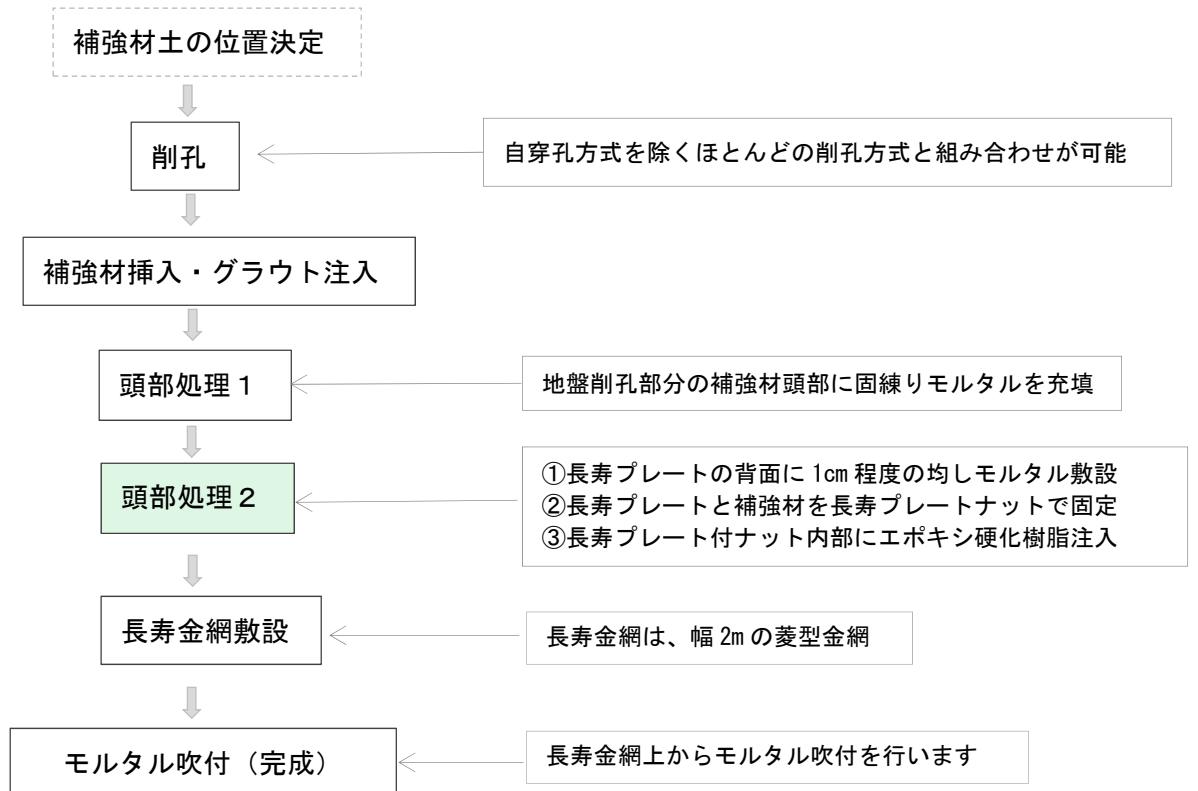 補強材土の位置決定
削孔
自穿孔方式を除くほとんどの削孔方式と組み合わせが可能
補強材挿入・グラウト注入
頭部処理１
地盤削孔部分の補強材頭部に固練りモルタルを充填
頭部処理２
①長寿プレートの背面に1cm程度の均しモルタル敷設
②長寿プレートと補強材を長寿プレートナットで固定
③長寿プレート付ナット内部にエポキシ硬化樹脂注入
長寿金網敷設
長寿金網は、幅2mの菱型金網
モルタル吹付（完成）
長寿金網上からモルタル吹付を行います